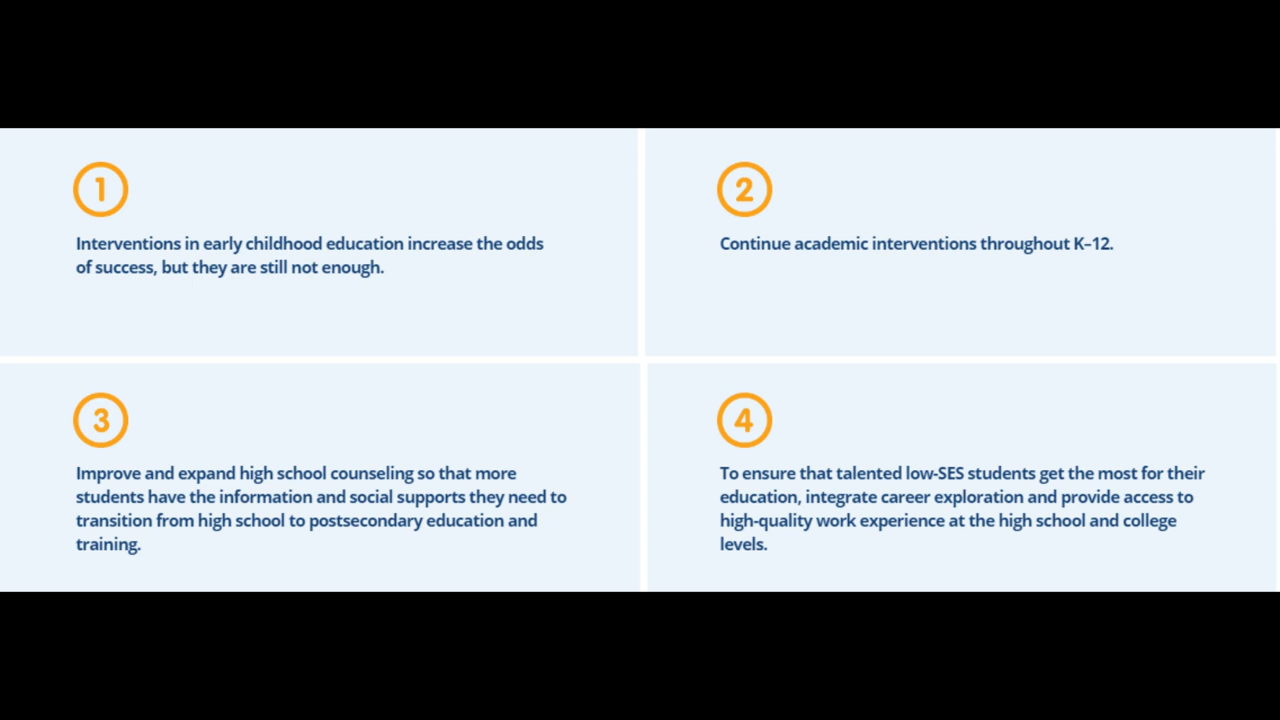 1
Interventions in early childhood education increase the odds
of success, but they are still not enough.
2
Continue academic interventions throughout K–12.
3
Improve and expand high school counseling so that more
students have the information and social supports they need to
transition from high school to postsecondary education and
training.
4
To ensure that talented low-SES students get the most for their
education, integrate career exploration and provide access to
high-quality work experience at the high school and college
levels.